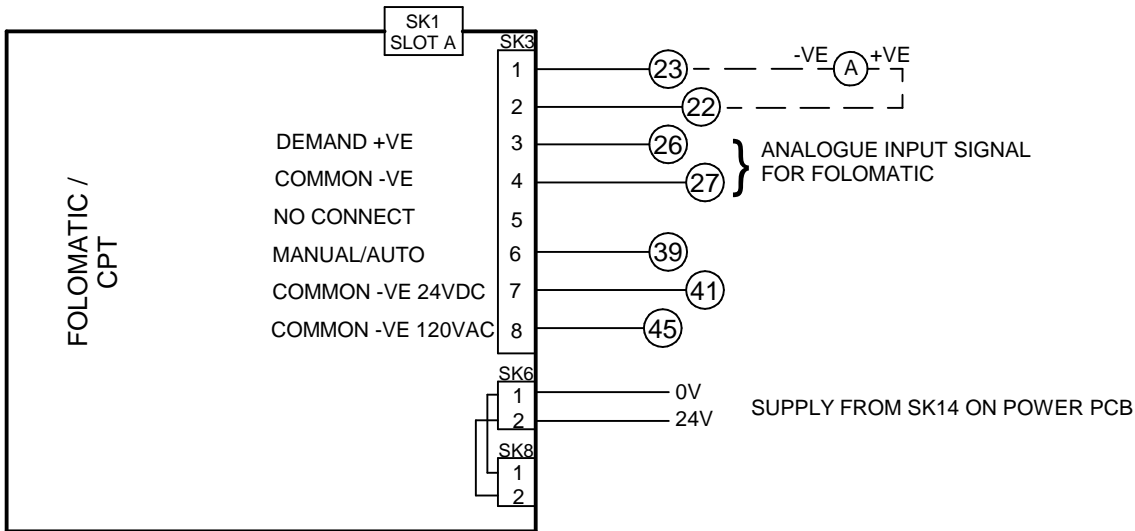 SK1
SLOT A
SK3
1 23 -VE A +VE
2 22
DEMAND +VE 3 26
COMMON -VE 4 27
ANALOGUE INPUT SIGNAL
FOR FOLOMATIC
NO CONNECT 5
MANUAL/AUTO 6 39
COMMON -VE 24VDC 7 41
COMMON -VE 120VAC 8 45
FOLOMATIC /
CPT
SK6
1 0V
2 24V
SUPPLY FROM SK14 ON POWER PCB
SK8
1
2